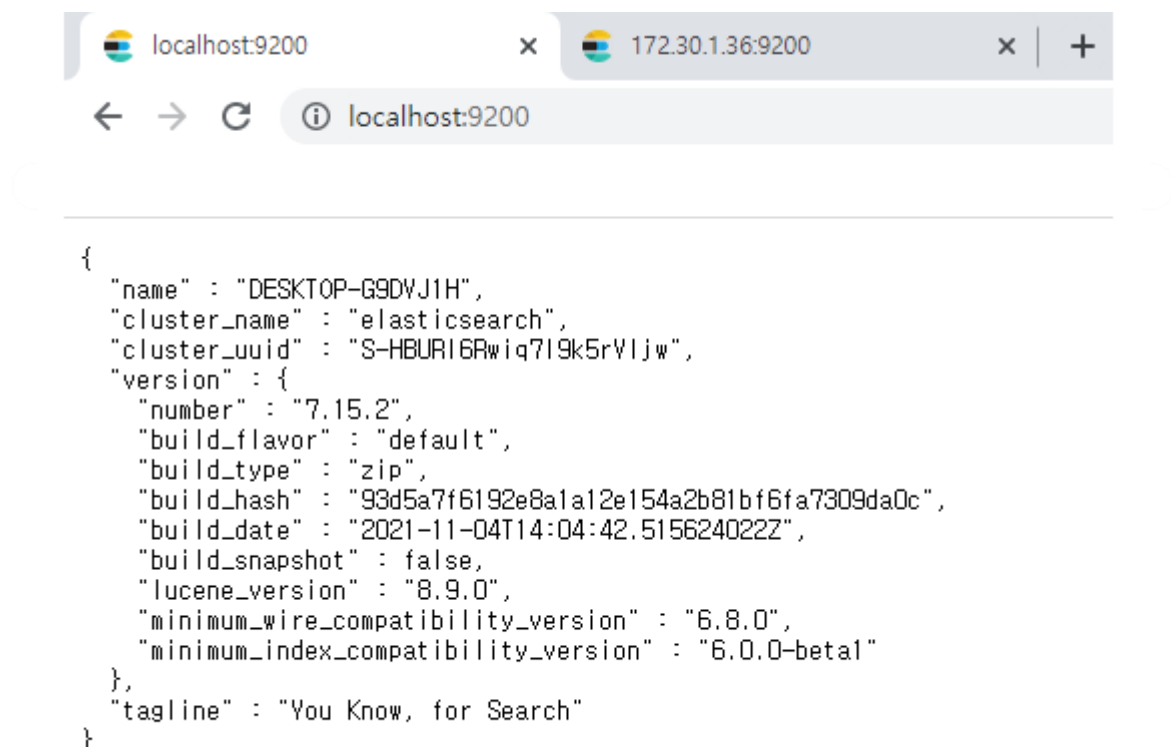 localhost:9200
172.30.1.36:9200
localhost:9200
{
"name" : "DESKTOP-G9DVJ1H",
"cluster_name" : "elasticsearch",
"cluster_uuid" : "S-HBURl6Rwiq7l9k5rVljw",
"version" : {
"number" : "7.15.2",
"build_flavor" : "default",
"build_type" : "zip",
"build_hash" : "93d5a7f6192e8a1a12e154a2b81bf6fa7309da0c",
"build_date" : "2021-11-04T14:04:42.515624022Z",
"build_snapshot" : false,
"lucene_version" : "8.9.0",
"minimum_wire_compatibility_version" : "6.8.0",
"minimum_index_compatibility_version" : "6.0.0-beta1"
},
"tagline" : "You Know, for Search"
}